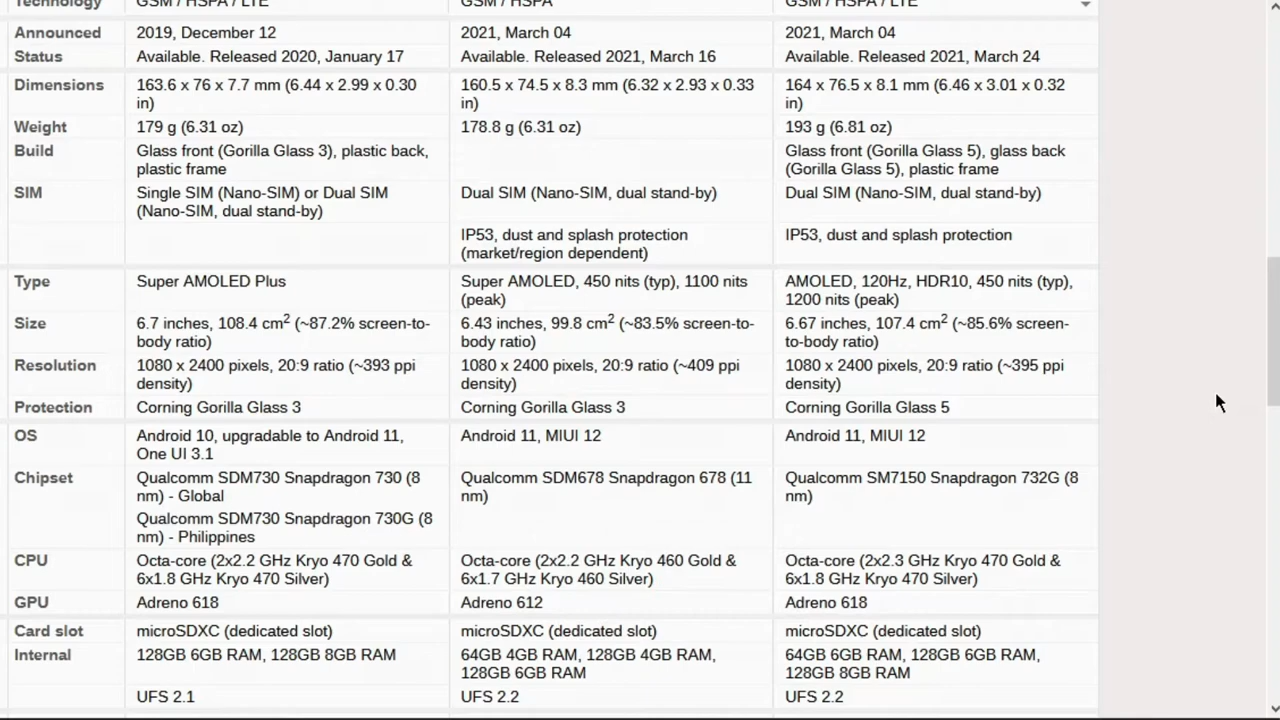 Technology GSM / HSPA / LTE GSM / HSPA GSM / HSPA / LTE
Announced 2019, December 12 2021, March 04 2021, March 04
Status Available. Released 2020, January 17 Available. Released 2021, March 16 Available. Released 2021, March 24
Dimensions 163.6 x 76 x 7.7 mm (6.44 x 2.99 x 0.30 160.5 x 74.5 x 8.3 mm (6.32 x 2.93 x 0.33 164 x 76.5 x 8.1 mm (6.46 x 3.01 x 0.32
in) in) in)
Weight 179 g (6.31 oz) 178.8 g (6.31 oz) 193 g (6.81 oz)
Build Glass front (Gorilla Glass 3), plastic back, Glass front (Gorilla Glass 5), glass back
plastic frame (Gorilla Glass 5), plastic frame
SIM Single SIM (Nano-SIM) or Dual SIM Dual SIM (Nano-SIM, dual stand-by) Dual SIM (Nano-SIM, dual stand-by)
(Nano-SIM, dual stand-by)
IP53, dust and splash protection IP53, dust and splash protection
(market/region dependent)
Type Super AMOLED Plus Super AMOLED, 450 nits (typ), 1100 nits AMOLED, 120Hz, HDR10, 450 nits (typ),
(peak) 1200 nits (peak)
Size 6.7 inches, 108.4 cm² (~87.2% screen-to- 6.43 inches, 99.8 cm² (~83.5% screen-to- 6.67 inches, 107.4 cm² (~85.6% screen-
body ratio) body ratio) to-body ratio)
Resolution 1080 x 2400 pixels, 20:9 ratio (~393 ppi 1080 x 2400 pixels, 20:9 ratio (~409 ppi 1080 x 2400 pixels, 20:9 ratio (~395 ppi
density) density) density)
Protection Corning Gorilla Glass 3 Corning Gorilla Glass 3 Corning Gorilla Glass 5
OS Android 10, upgradable to Android 11, Android 11, MIUI 12 Android 11, MIUI 12
One UI 3.1
Chipset Qualcomm SDM730 Snapdragon 730 (8 Qualcomm SDM678 Snapdragon 678 (11 Qualcomm SM7150 Snapdragon 732G (8
nm) - Global nm) nm)
Qualcomm SDM730 Snapdragon 730G (8
nm) - Philippines
CPU Octa-core (2x2.2 GHz Kryo 470 Gold & Octa-core (2x2.2 GHz Kryo 460 Gold & Octa-core (2x2.3 GHz Kryo 470 Gold &
6x1.8 GHz Kryo 470 Silver) 6x1.7 GHz Kryo 460 Silver) 6x1.8 GHz Kryo 470 Silver)
GPU Adreno 618 Adreno 612 Adreno 618
Card slot microSDXC (dedicated slot) microSDXC (dedicated slot) microSDXC (dedicated slot)
Internal 128GB 6GB RAM, 128GB 8GB RAM 64GB 4GB RAM, 128GB 4GB RAM, 64GB 6GB RAM, 128GB 6GB RAM,
128GB 6GB RAM 128GB 8GB RAM
UFS 2.1 UFS 2.2 UFS 2.2